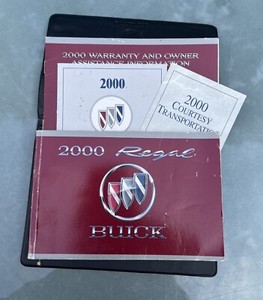 2000 WARRANTY AND OWNER
ASSISTANCE INFORMATION
2000
2000
COURTESY
TRANSPORTATION
2000 Regal
BUICK